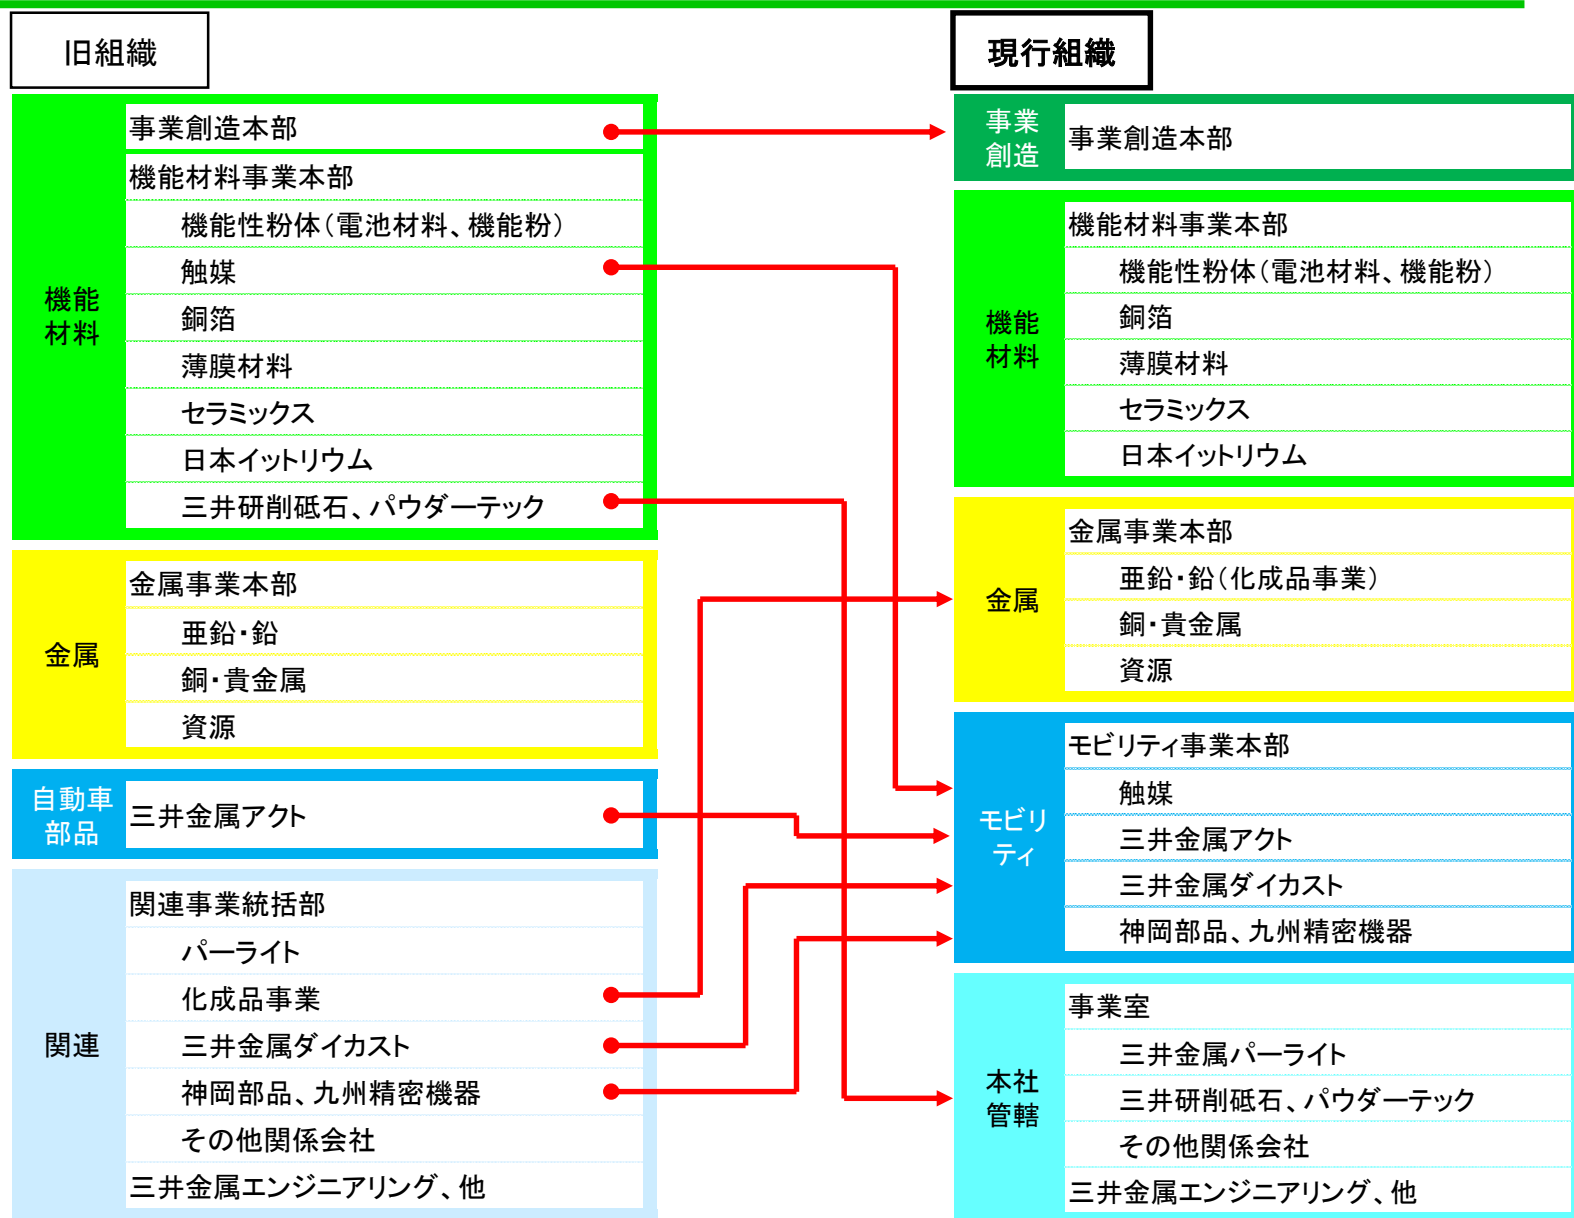 旧組織
機能
材料
事業創造本部
機能材料事業本部
機能性粉体（電池材料、機能粉）
触媒
銅箔
薄膜材料
セラミックス
日本イットリウム
三井研削砥石、パウダーテック
金属
金属事業本部
亜鉛・鉛
銅・貴金属
資源
自動車
部品
三井金属アクト
関連
関連事業統括部
パーライト
化成品事業
三井金属ダイカスト
神岡部品、九州精密機器
その他関係会社
三井金属エンジニアリング、他
現行組織
事業
創造
事業創造本部
機能
材料
機能材料事業本部
機能性粉体（電池材料、機能粉）
銅箔
薄膜材料
セラミックス
日本イットリウム
金属
金属事業本部
亜鉛・鉛（化成品事業）
銅・貴金属
資源
モビリ
ティ
モビリティ事業本部
触媒
三井金属アクト
三井金属ダイカスト
神岡部品、九州精密機器
本社
管轄
事業室
三井金属パーライト
三井研削砥石、パウダーテック
その他関係会社
三井金属エンジニアリング、他